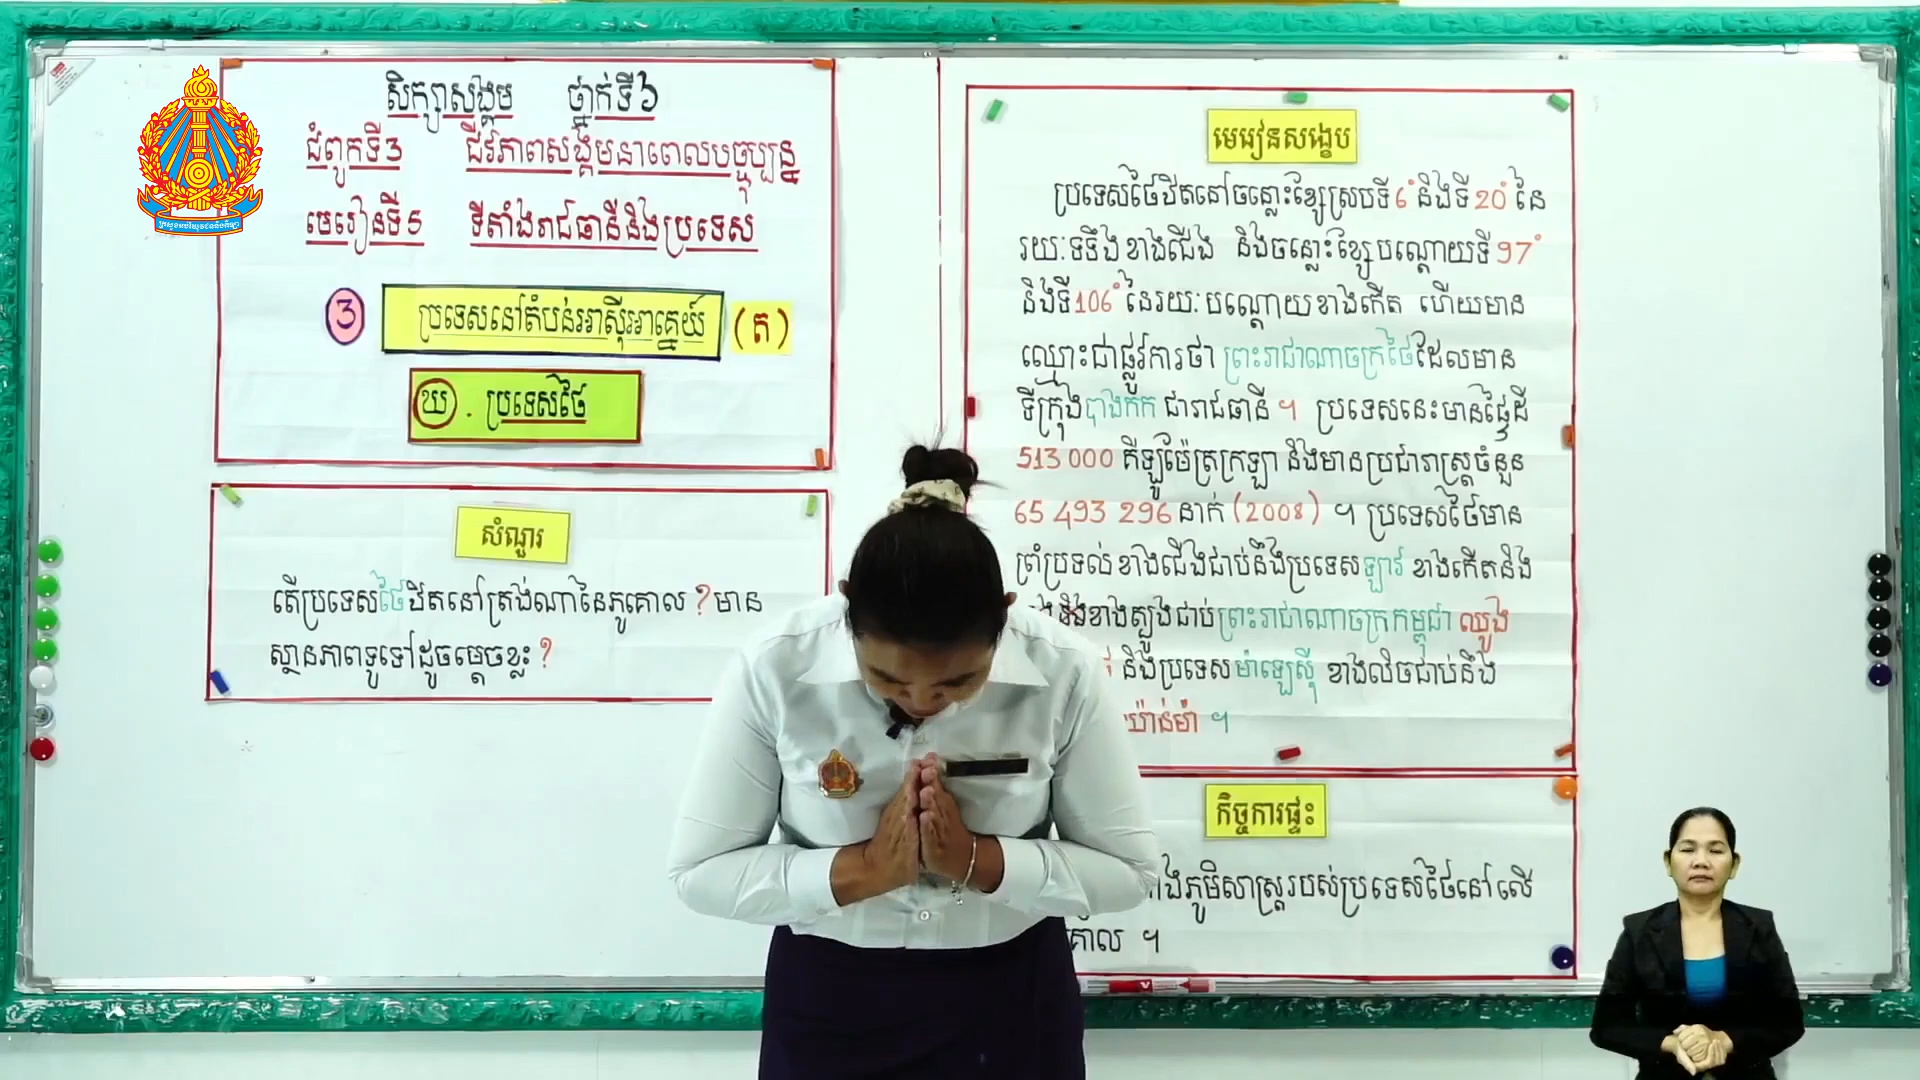 សិក្សាសង្គម ថ្នាក់ទី៦
ជំពូកទី3 ជីវភាពសង្គមនាពេលបច្ចុប្បន្ន
មេរៀនទី5 ទីតាំងរាជធានីនិងប្រទេស
3 ប្រទេសនៅតំបន់អាស៊ីអាគ្នេយ៍ (ត)
ឃ . ប្រទេសថៃ
សំណួរ
តើប្រទេសថៃឋិតនៅត្រង់ណានៃភូគោល ? មាន
ស្ថានភាពទូទៅដូចម្ដេចខ្លះ ?
មេរៀនសង្ខេប
ប្រទេសថៃឋិតនៅចន្លោះខ្សែស្របទី 6° និងទី 20° នៃ
រយៈទទឹងខាងជើង និងចន្លោះខ្សែបណ្ដោយទី 97°
និងទី 106° នៃរយៈបណ្ដោយខាងកើត ហើយមាន
ឈ្មោះជាផ្លូវការថា ព្រះរាជាណាចក្រថៃដែលមាន
ទីក្រុងបាងកក ជារាជធានី ។ ប្រទេសនេះមានផ្ទៃដី
513 000 គីឡូម៉ែត្រក្រឡា និងមានប្រជារាស្ត្រចំនួន
65 493 296 នាក់ (2008) ។ ប្រទេសថៃមាន
ព្រំប្រទល់ខាងជើងជាប់នឹងប្រទេសឡាវ ខាងកើតនិង
និងខាងត្បូងជាប់ព្រះរាជាណាចក្រកម្ពុជា ឈូង
និងប្រទេសម៉ាឡេស៊ី ខាងលិចជាប់នឹង
យ៉ាន់ម៉ា ។
កិច្ចការផ្ទះ
ភូមិសាស្ត្ររបស់ប្រទេសថៃនៅលើ
គោល ។